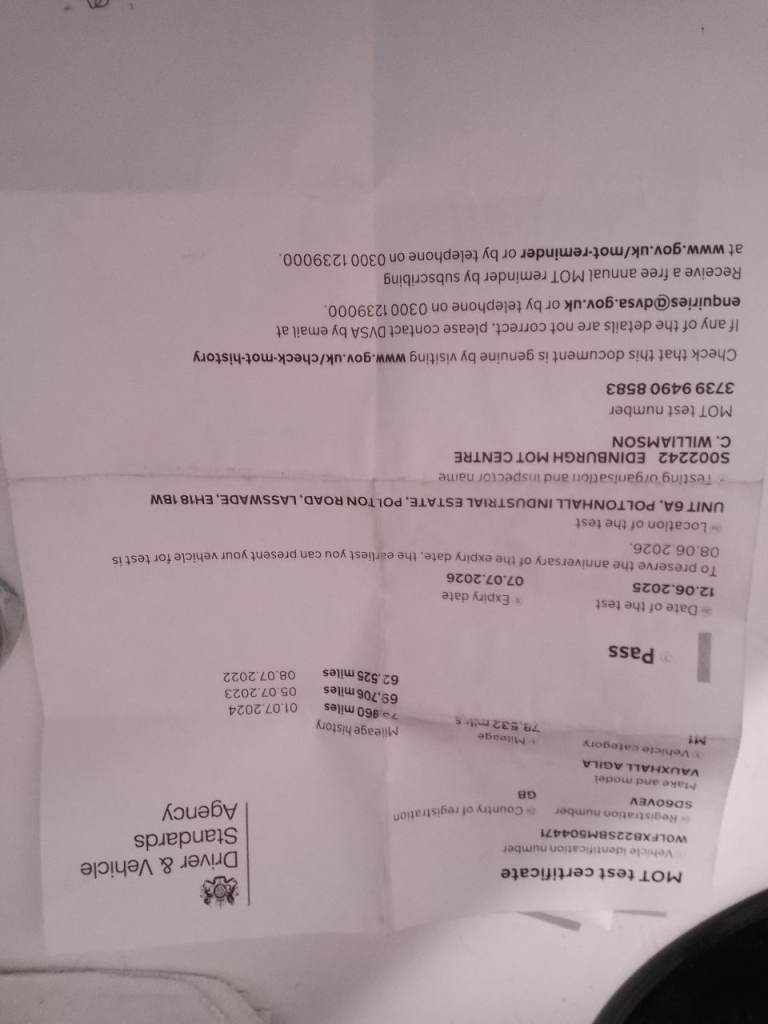 MOT test certificate
Driver & Vehicle
Standards
Agency
Vehicle identification number
W0LFXB22SBM504471
Registration number
Country of registration
SD60VEV
GB
Make and model
VAUXHALL AGILA
Vehicle category
Mileage
Mileage history
M1
79,532 miles
960 miles 01.07.2024
69,706 miles 05.07.2023
62,525 miles 08.07.2022
Pass
Date of the test
Expiry date
12.06.2025
07.07.2026
To preserve the anniversary of the expiry date, the earliest you can present your vehicle for test is
08.06.2026.
Location of the test
UNIT 6A, POLTONHALL INDUSTRIAL ESTATE, POLTON ROAD, LASSWADE, EH18 1BW
Testing organisation and inspector name
S002242 EDINBURGH MOT CENTRE
C. WILLIAMSON
MOT test number
3739 9490 8583
Check that this document is genuine by visiting www.gov.uk/check-mot-history
If any of the details are not correct, please contact DVSA by email at
enquiries@dvsa.gov.uk or by telephone on 0300 1239000.
Receive a free annual MOT reminder by subscribing
at www.gov.uk/mot-reminder or by telephone on 0300 1239000.